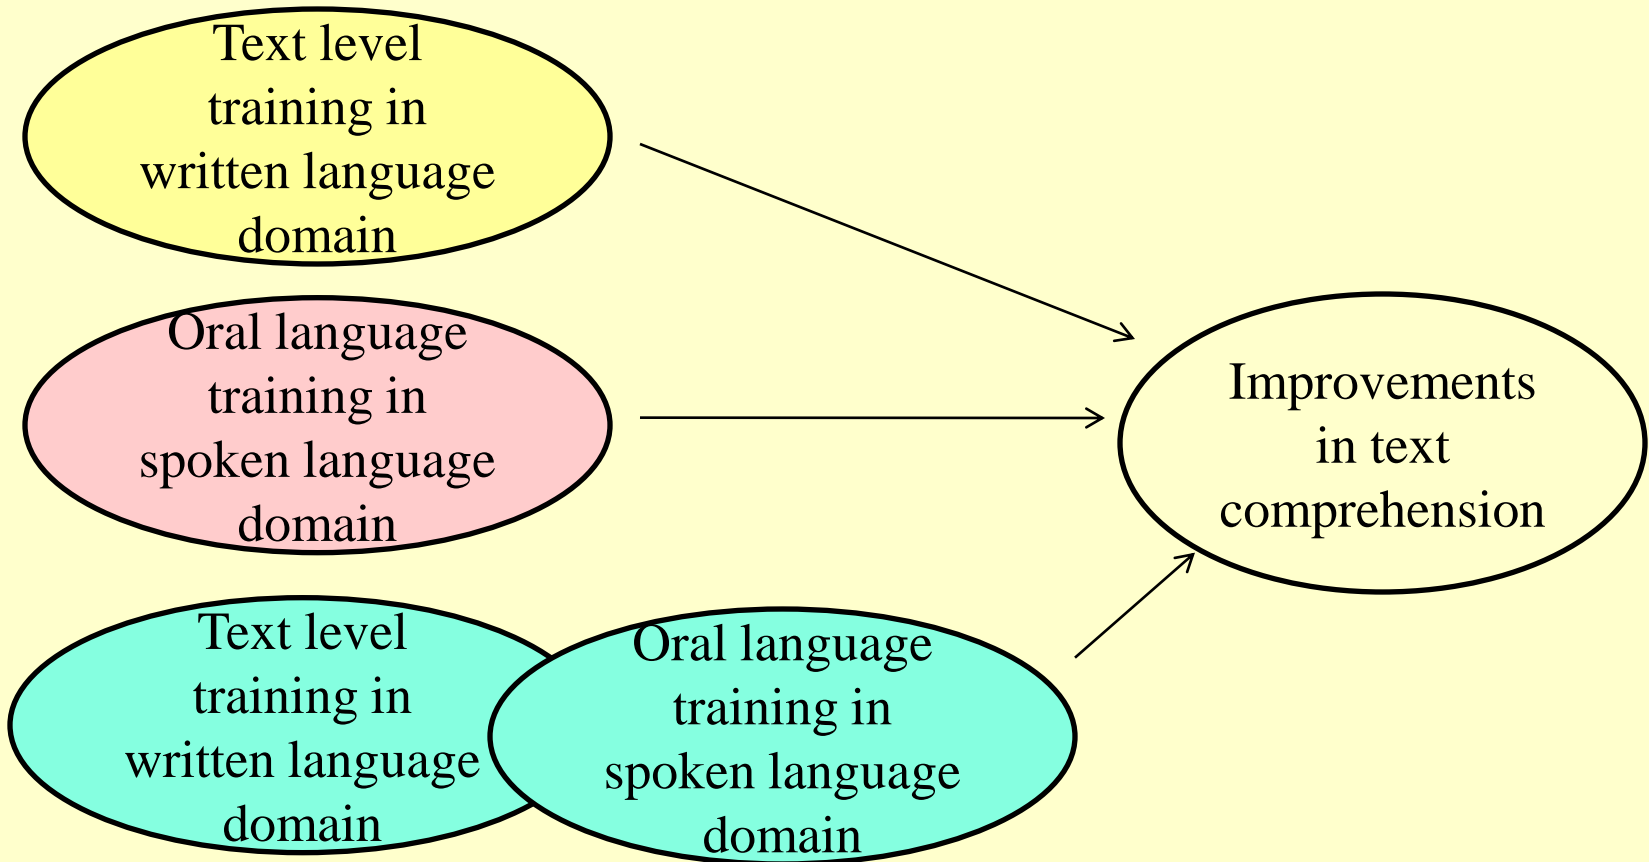 Text level
training in
written language
domain
Oral language
training in
spoken language
domain
Improvements
in text
comprehension
Text level
training in
written language
domain
Oral language
training in
spoken language
domain